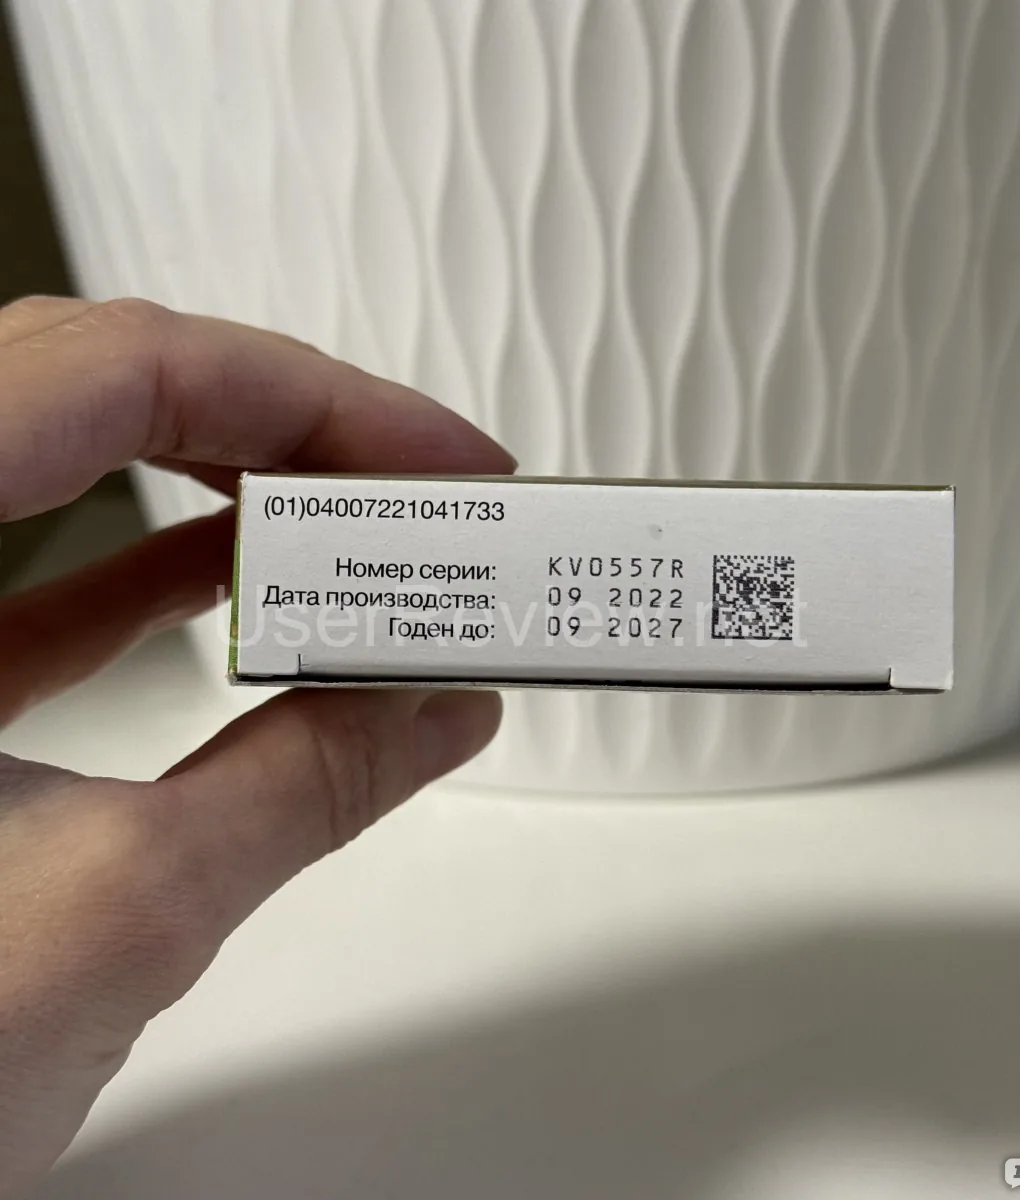 (01)04007221041733
Номер серии: KV0557R
Дата производства: 09 2022
Годен до: 09 2027
UserReview.net